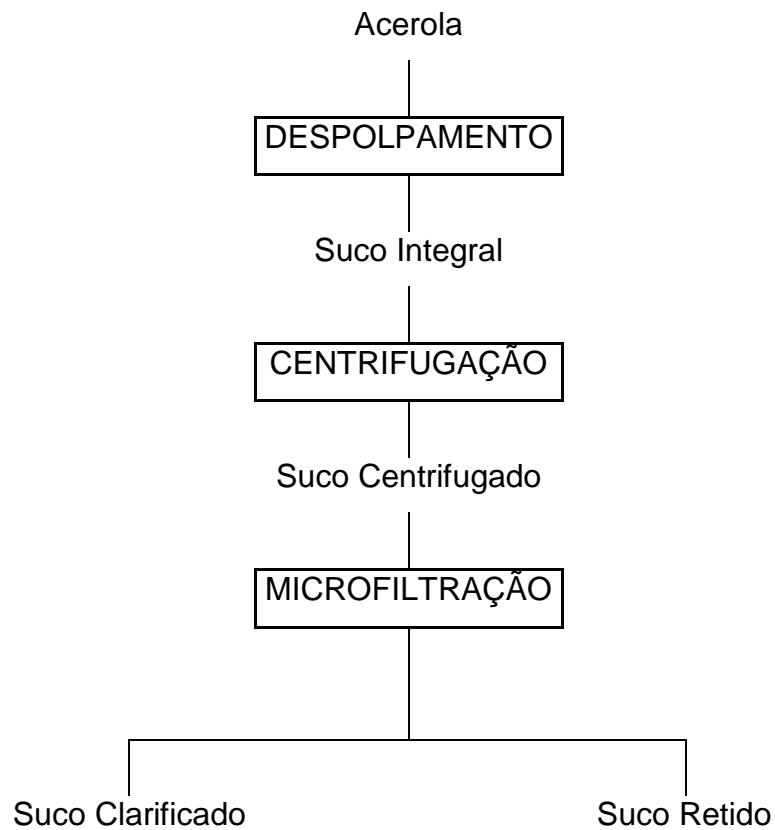 Acerola
DESPOLPAMENTO
Suco Integral
CENTRIFUGAÇÃO
Suco Centrifugado
MICROFILTRAÇÃO
Suco Clarificado
Suco Retido